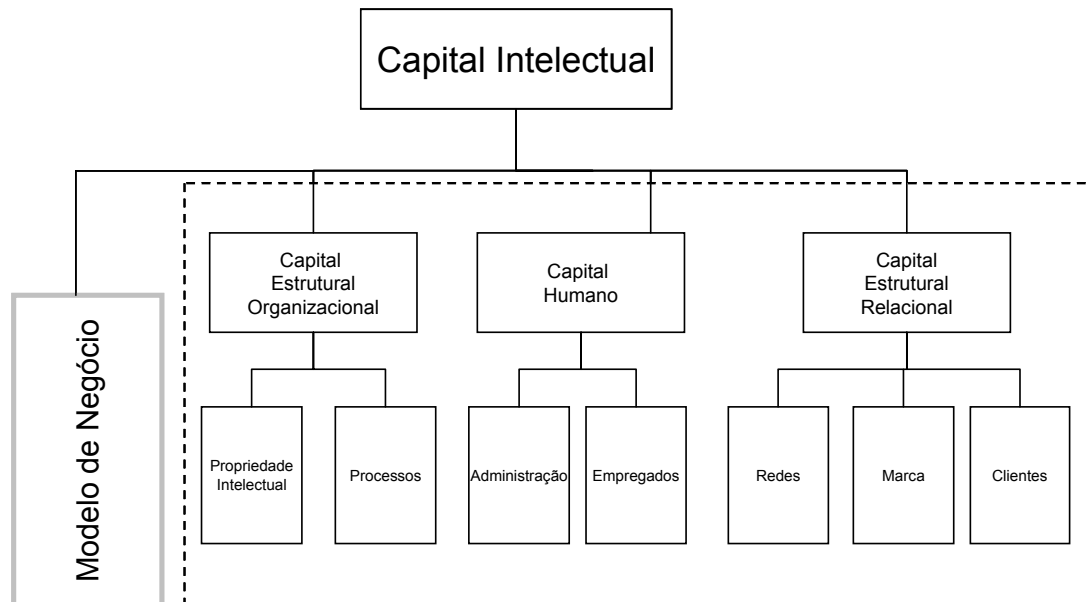 Capital Intelectual
Capital
Estrutural
Organizacional
Capital
Humano
Capital
Estrutural
Relacional
Modelo de Negócio
Propriedade
Intelectual
Processos
Administração
Empregados
Redes
Marca
Clientes